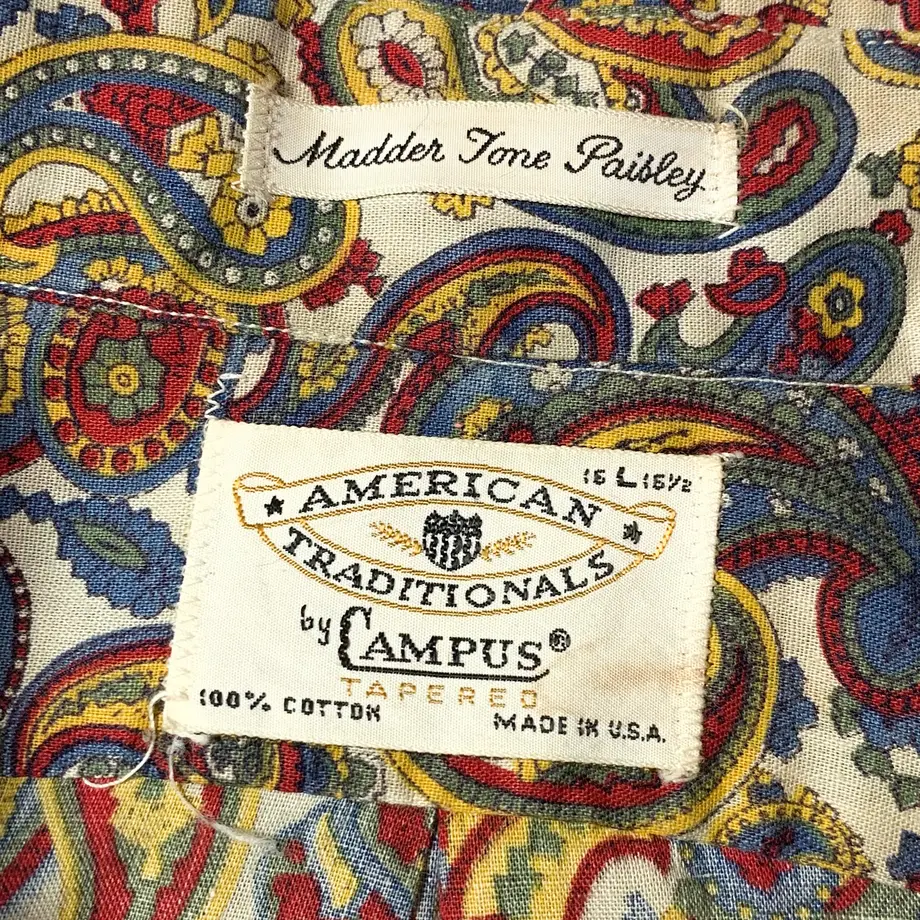 Madder Tone Paisley
16 L 16½
AMERICAN
TRADITIONALS
by CAMPUS®
TAPERED
100% COTTON
MADE IN U.S.A.